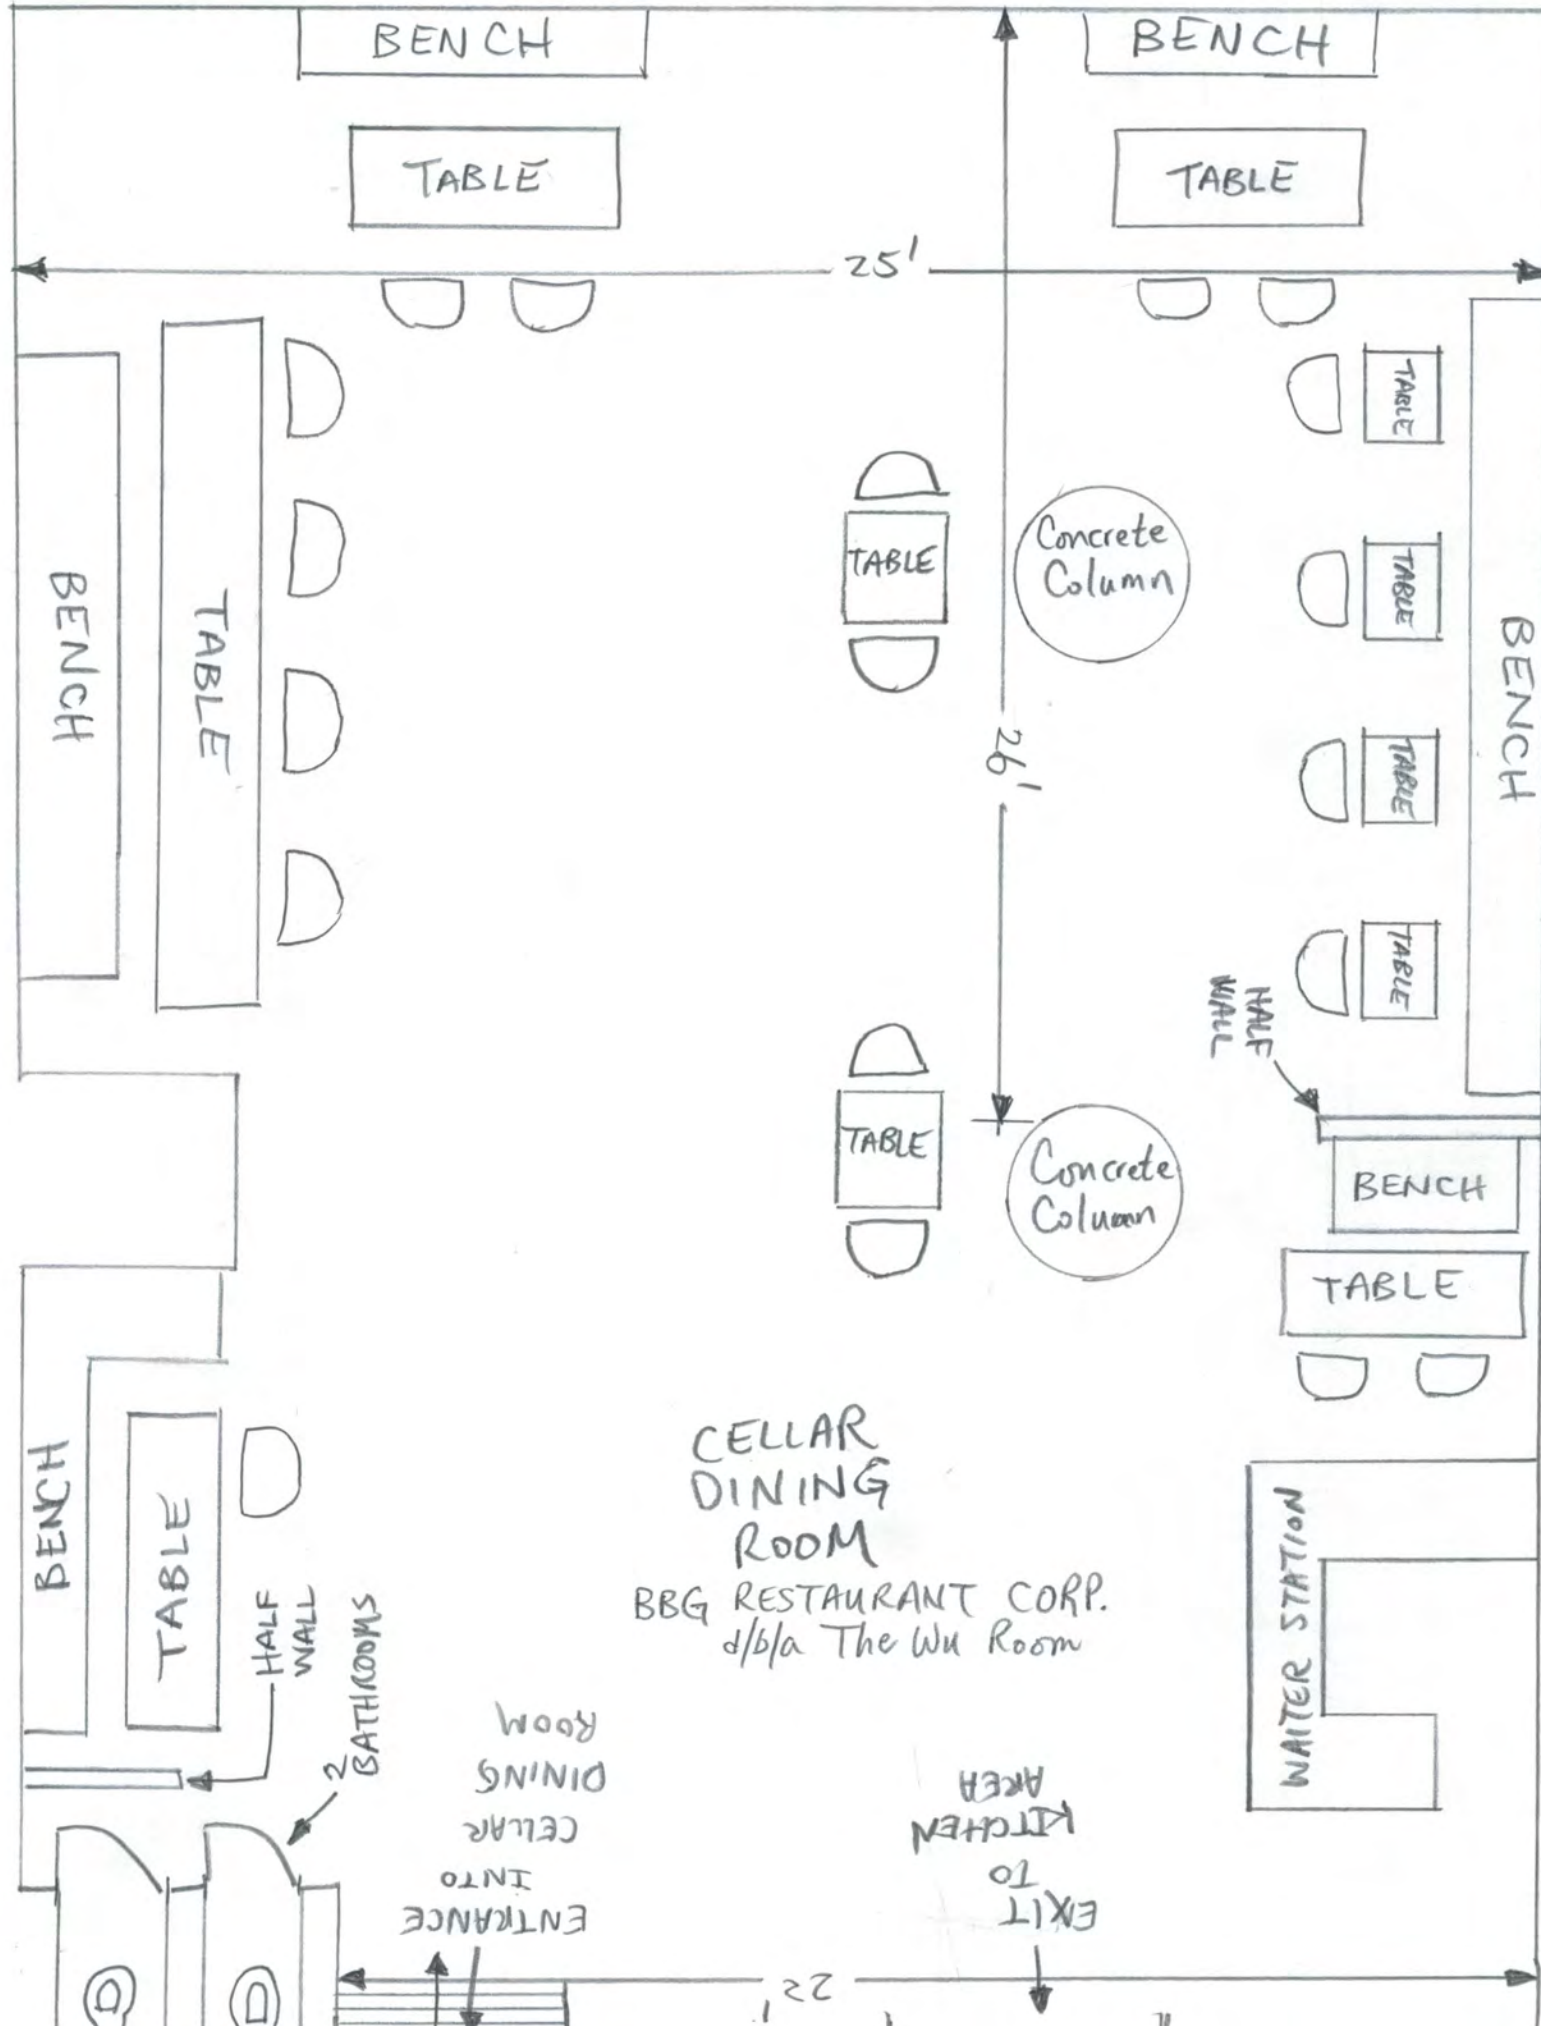 BENCH
BENCH
TABLE
TABLE
25'
TABLE
TABLE
Concrete
Column
TABLE
BENCH
TABLE
TABLE
BENCH
26'
TABLE
TABLE
HALF
WALL
TABLE
Concrete
Column
BENCH
TABLE
CELLAR
DINING
ROOM
BBG RESTAURANT CORP.
d/b/a The Wu Room
BENCH
TABLE
HALF
WALL
2
BATHROOMS
WAITER STATION
ENTRANCE
INTO
CELLAR
DINING
ROOM
EXIT
TO
KITCHEN
AREA
22'